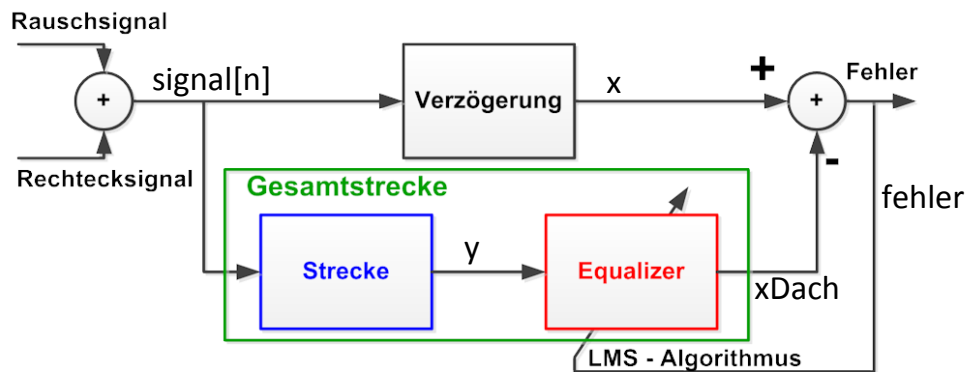 Rauschsignal
+
signal[n]
Rechtecksignal
Verzögerung
x
+
+
-
Fehler
fehler
Gesamtstrecke
Strecke
y
Equalizer
xDach
LMS - Algorithmus